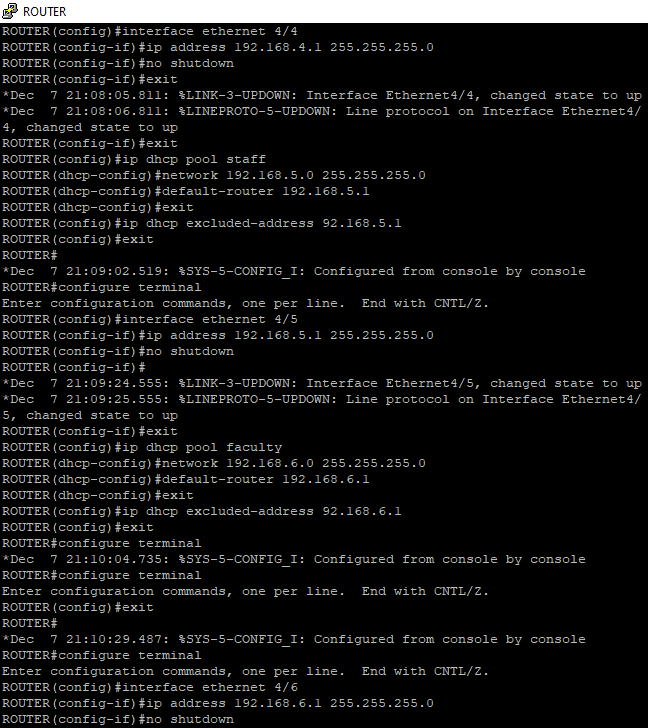 ROUTER
ROUTER(config)#interface ethernet 4/4
ROUTER(config-if)#ip address 192.168.4.1 255.255.255.0
ROUTER(config-if)#no shutdown
ROUTER(config-if)#exit
*Dec  7 21:08:05.811: %LINK-3-UPDOWN: Interface Ethernet4/4, changed state to up
*Dec  7 21:08:06.811: %LINEPROTO-5-UPDOWN: Line protocol on Interface Ethernet4/
4, changed state to up
ROUTER(config-if)#exit
ROUTER(config)#ip dhcp pool staff
ROUTER(dhcp-config)#network 192.168.5.0 255.255.255.0
ROUTER(dhcp-config)#default-router 192.168.5.1
ROUTER(dhcp-config)#exit
ROUTER(config)#ip dhcp excluded-address 92.168.5.1
ROUTER(config)#exit
ROUTER#
*Dec  7 21:09:02.519: %SYS-5-CONFIG_I: Configured from console by console
ROUTER#configure terminal
Enter configuration commands, one per line.  End with CNTL/Z.
ROUTER(config)#interface ethernet 4/5
ROUTER(config-if)#ip address 192.168.5.1 255.255.255.0
ROUTER(config-if)#no shutdown
ROUTER(config-if)#
*Dec  7 21:09:24.555: %LINK-3-UPDOWN: Interface Ethernet4/5, changed state to up
*Dec  7 21:09:25.555: %LINEPROTO-5-UPDOWN: Line protocol on Interface Ethernet4/
5, changed state to up
ROUTER(config-if)#exit
ROUTER(config)#ip dhcp pool faculty
ROUTER(dhcp-config)#network 192.168.6.0 255.255.255.0
ROUTER(dhcp-config)#default-router 192.168.6.1
ROUTER(dhcp-config)#exit
ROUTER(config)#ip dhcp excluded-address 92.168.6.1
ROUTER(config)#exit
ROUTER#configure terminal
*Dec  7 21:10:04.735: %SYS-5-CONFIG_I: Configured from console by console
ROUTER#configure terminal
Enter configuration commands, one per line.  End with CNTL/Z.
ROUTER(config)#exit
ROUTER#
*Dec  7 21:10:29.487: %SYS-5-CONFIG_I: Configured from console by console
ROUTER#configure terminal
Enter configuration commands, one per line.  End with CNTL/Z.
ROUTER(config)#interface ethernet 4/6
ROUTER(config-if)#ip address 192.168.6.1 255.255.255.0
ROUTER(config-if)#no shutdown